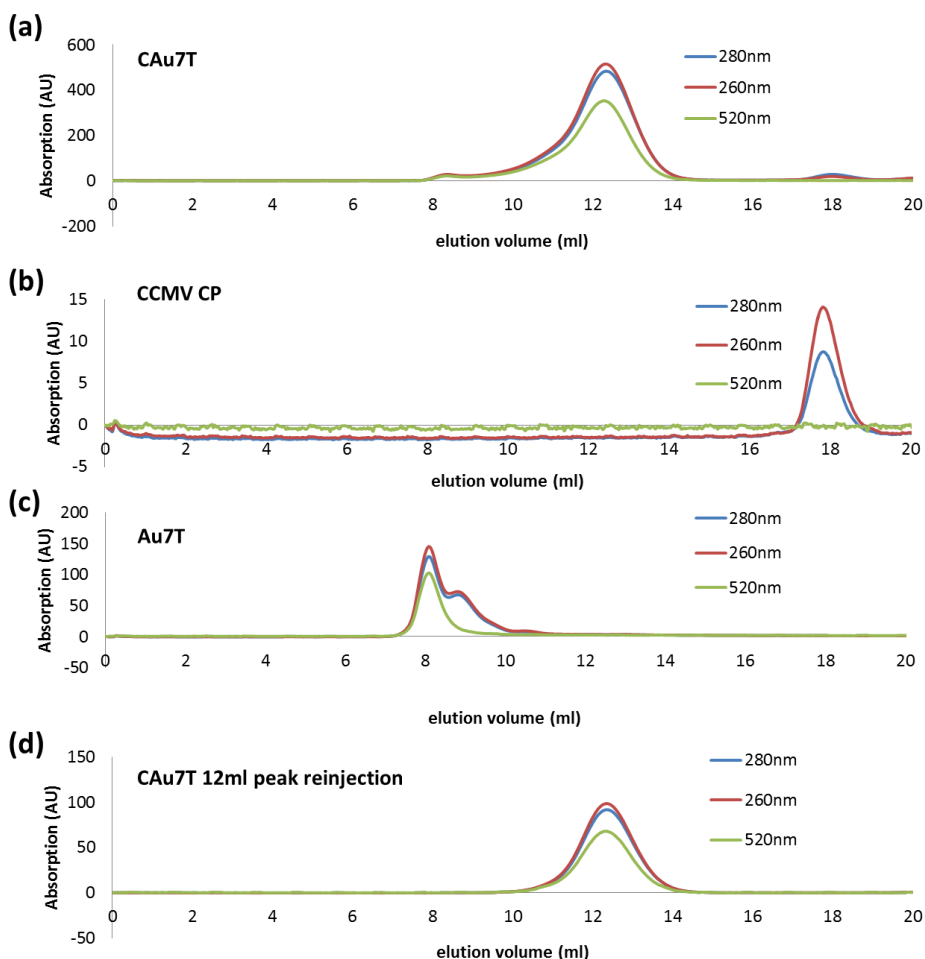 (a)
CAu7T
Absorption (AU)
600
400
200
0
-200
280nm
260nm
520nm
0 2 4 6 8 10 12 14 16 18 20
elution volume (ml)
(b)
CCMV CP
Absorption (AU)
15
10
5
0
-5
280nm
260nm
520nm
0 2 4 6 8 10 12 14 16 18 20
elution volume (ml)
(c)
Au7T
Absorption (AU)
200
150
100
50
0
-50
280nm
260nm
520nm
0 2 4 6 8 10 12 14 16 18 20
elution volume (ml)
(d)
CAu7T 12ml peak reinjection
Absorption (AU)
150
100
50
0
-50
280nm
260nm
520nm
0 2 4 6 8 10 12 14 16 18 20
elution volume (ml)